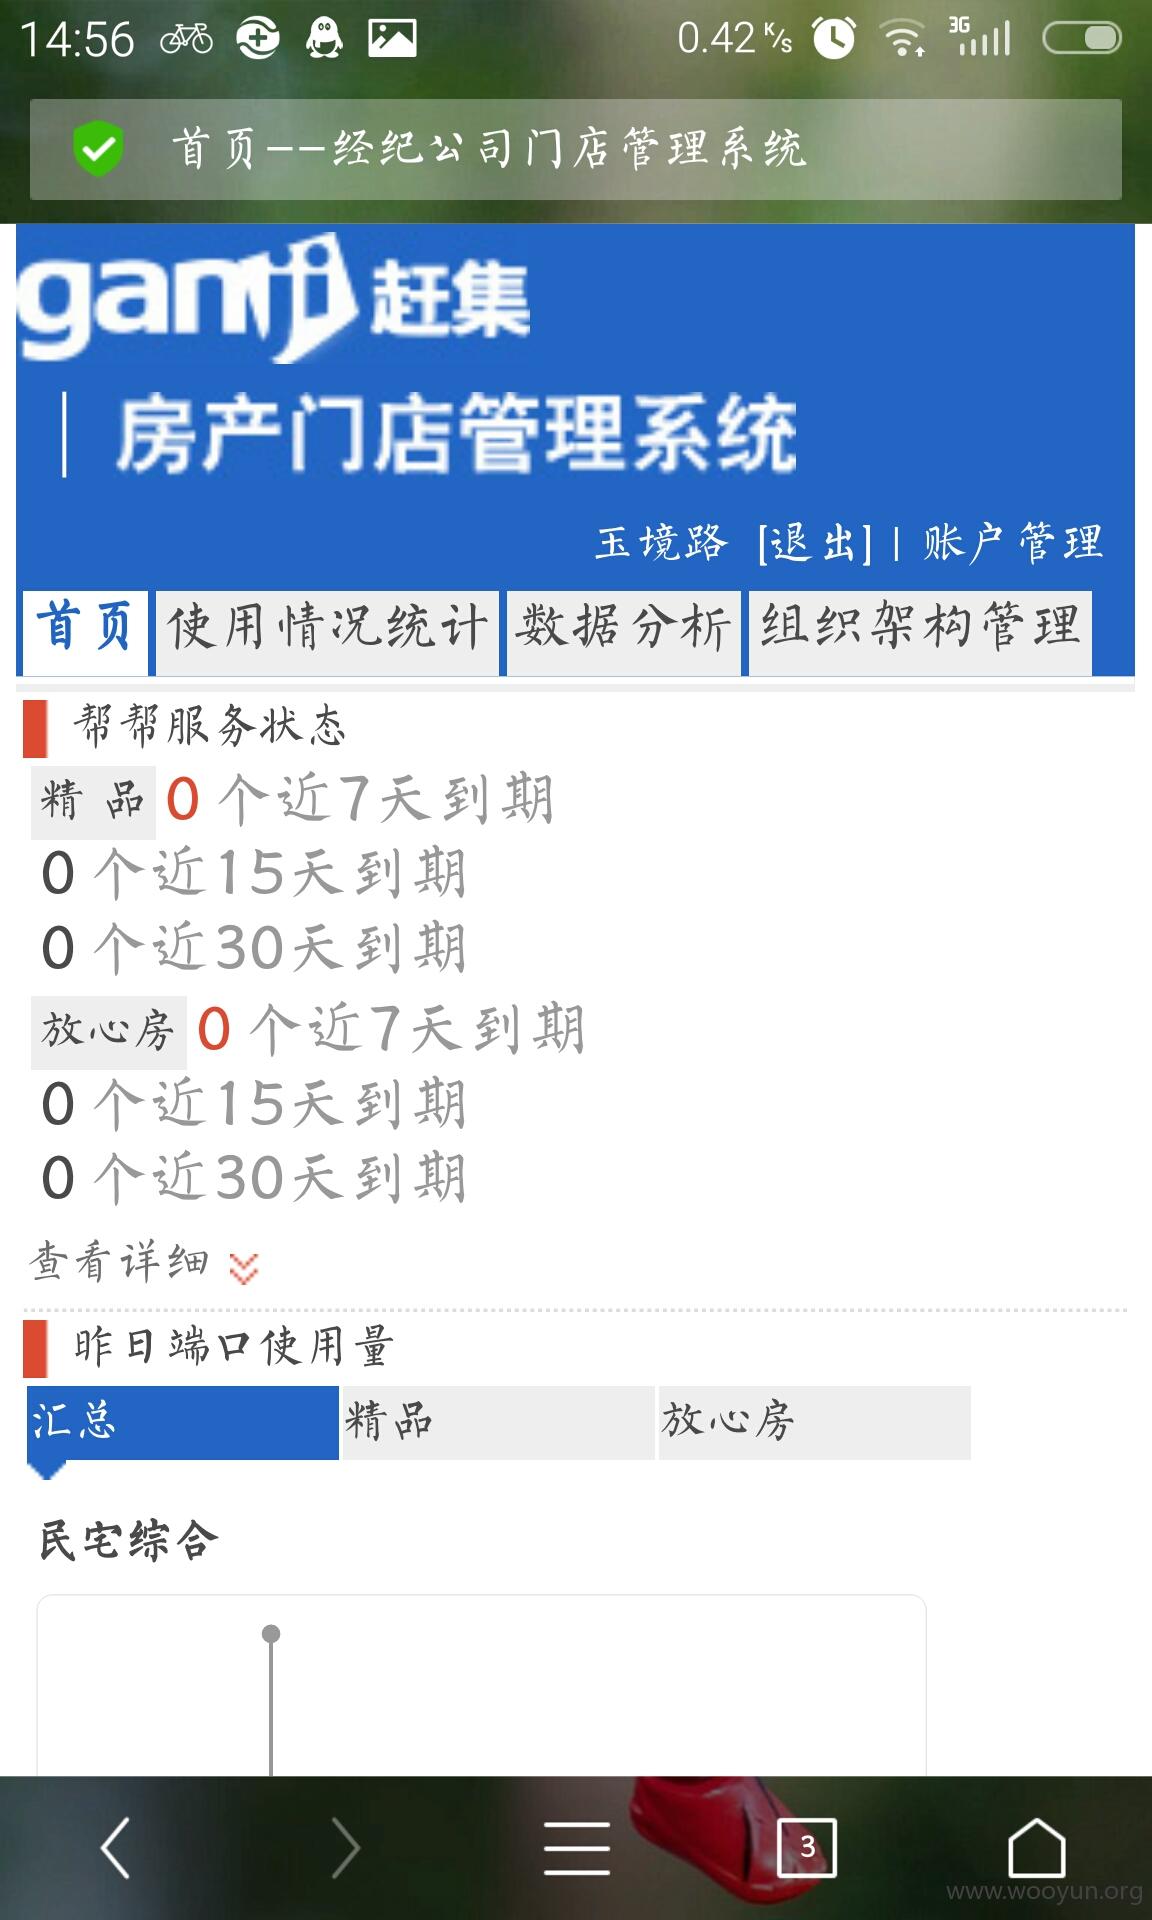 14:56 0.42 K/s 3G
首页--经纪公司门店管理系统
ganji 赶集
| 房产门店管理系统
玉境路 [退出] | 账户管理
首页 使用情况统计 数据分析 组织架构管理
帮帮服务状态
精 品 0 个近7天到期
0 个近15天到期
0 个近30天到期
放心房 0 个近7天到期
0 个近15天到期
0 个近30天到期
查看详细
昨日端口使用量
汇总 精品 放心房
民宅综合
3
www.wooyun.org